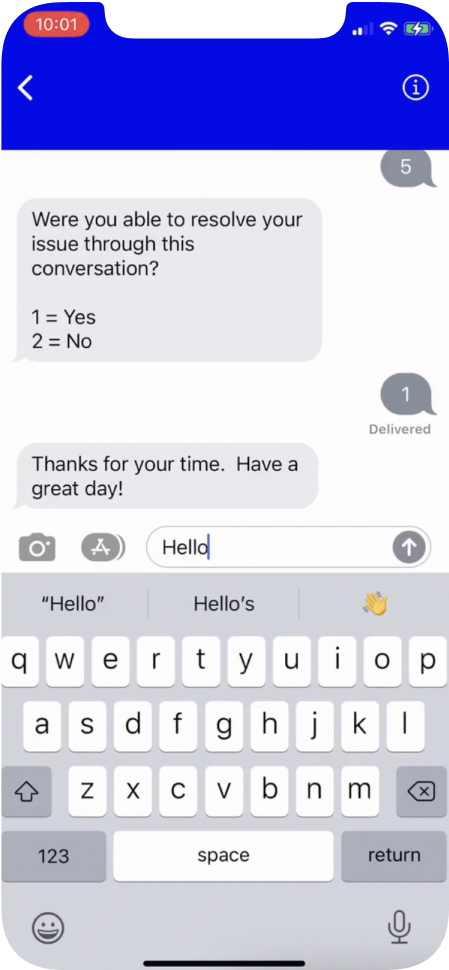 10:01
5
Were you able to resolve your
issue through this
conversation?
1 = Yes
2 = No
1
Delivered
Thanks for your time.  Have a
great day!
Hello
“Hello” Hello’s
q w e r t y u i o p
a s d f g h j k l
z x c v b n m
123 space return